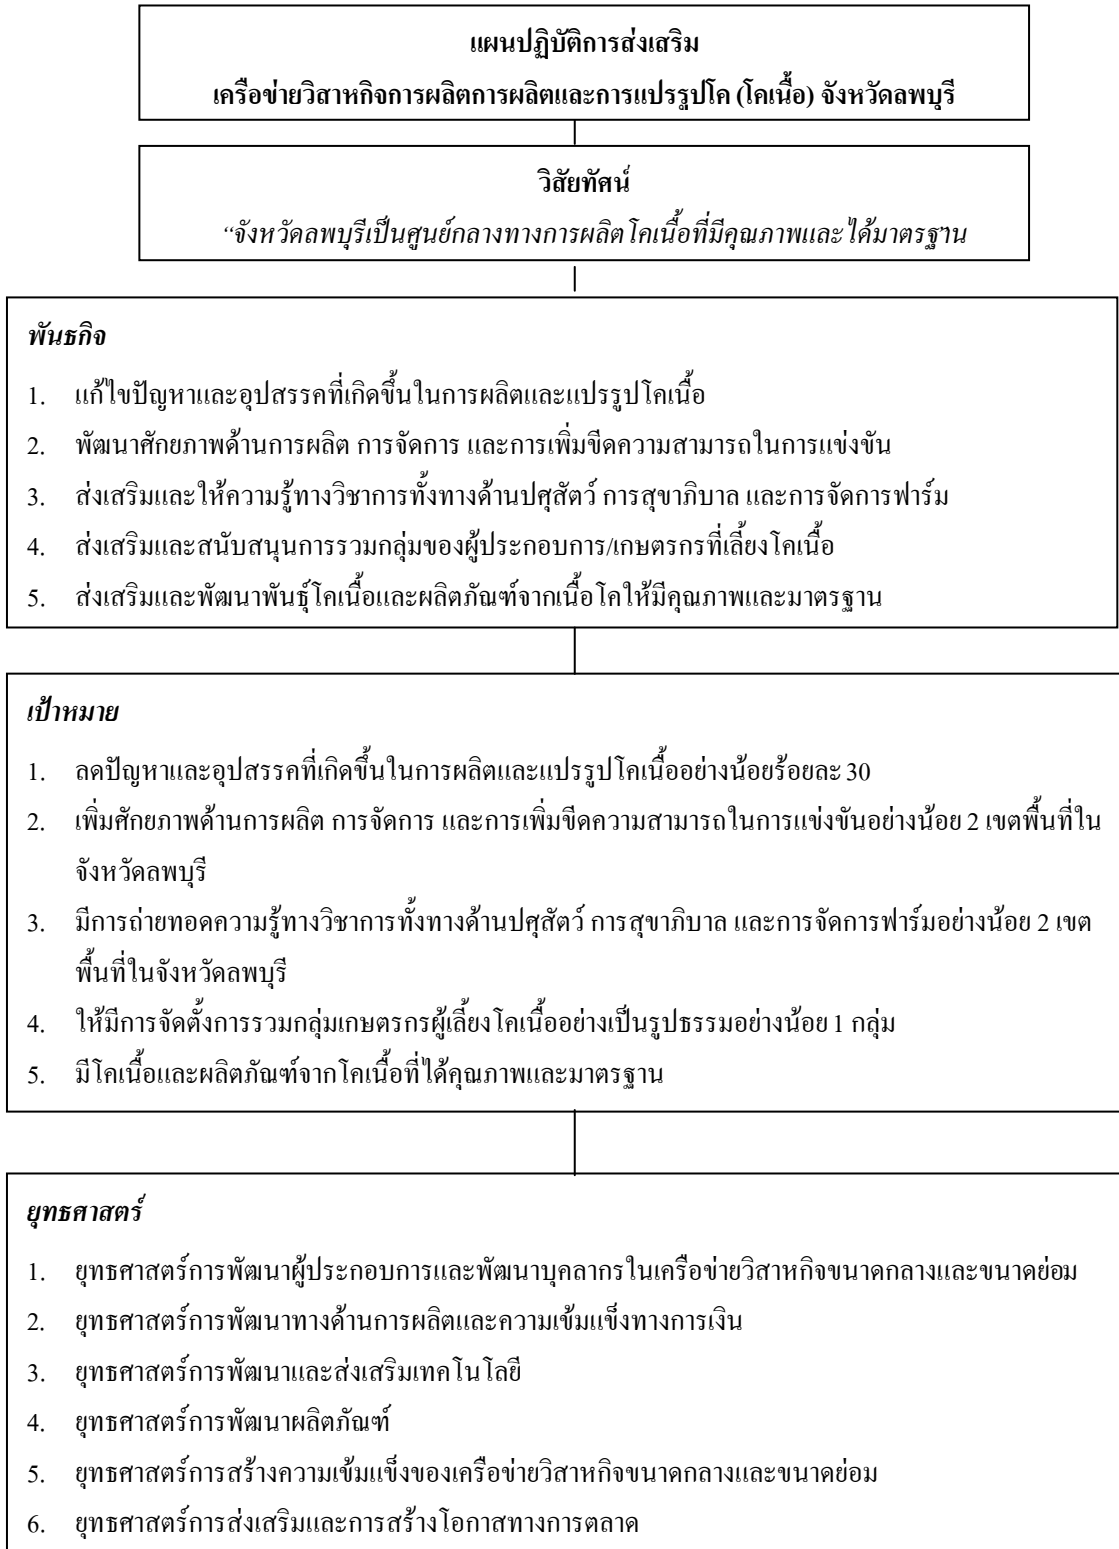 แผนปฏิบัติการส่งเสริม
เครือข่ายวิสาหกิจการผลิตการผลิตและการแปรรูปโค (โคเนื้อ) จังหวัดลพบุรี
วิสัยทัศน์
“จังหวัดลพบุรีเป็นศูนย์กลางทางการผลิตโคเนื้อที่มีคุณภาพและได้มาตรฐาน
พันธกิจ
1. แก้ไขปัญหาและอุปสรรคที่เกิดขึ้นในการผลิตและแปรรูปโคเนื้อ
2. พัฒนาศักยภาพด้านการผลิต การจัดการ และการเพิ่มขีดความสามารถในการแข่งขัน
3. ส่งเสริมและให้ความรู้ทางวิชาการทั้งทางด้านปศุสัตว์ การสุขาภิบาล และการจัดการฟาร์ม
4. ส่งเสริมและสนับสนุนการรวมกลุ่มของผู้ประกอบการ/เกษตรกรที่เลี้ยงโคเนื้อ
5. ส่งเสริมและพัฒนาพันธุ์โคเนื้อและผลิตภัณฑ์จากเนื้อโคให้มีคุณภาพและมาตรฐาน
เป้าหมาย
1. ลดปัญหาและอุปสรรคที่เกิดขึ้นในการผลิตและแปรรูปโคเนื้ออย่างน้อยร้อยละ 30
2. เพิ่มศักยภาพด้านการผลิต การจัดการ และการเพิ่มขีดความสามารถในการแข่งขันอย่างน้อย 2 เขตพื้นที่ใน
จังหวัดลพบุรี
3. มีการถ่ายทอดความรู้ทางวิชาการทั้งทางด้านปศุสัตว์ การสุขาภิบาล และการจัดการฟาร์มอย่างน้อย 2 เขต
พื้นที่ในจังหวัดลพบุรี
4. ให้มีการจัดตั้งการรวมกลุ่มเกษตรกรผู้เลี้ยงโคเนื้ออย่างเป็นรูปธรรมอย่างน้อย 1 กลุ่ม
5. มีโคเนื้อและผลิตภัณฑ์จากโคเนื้อที่ได้คุณภาพและมาตรฐาน
ยุทธศาสตร์
1. ยุทธศาสตร์การพัฒนาผู้ประกอบการและพัฒนาบุคลากรในเครือข่ายวิสาหกิจขนาดกลางและขนาดย่อม
2. ยุทธศาสตร์การพัฒนาทางด้านการผลิตและความเข้มแข็งทางการเงิน
3. ยุทธศาสตร์การพัฒนาและส่งเสริมเทคโนโลยี
4. ยุทธศาสตร์การพัฒนาผลิตภัณฑ์
5. ยุทธศาสตร์การสร้างความเข้มแข็งของเครือข่ายวิสาหกิจขนาดกลางและขนาดย่อม
6. ยุทธศาสตร์การส่งเสริมและการสร้างโอกาสทางการตลาด